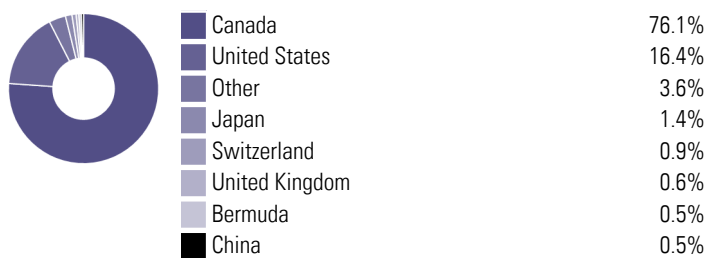 Canada 76.1%
United States 16.4%
Other 3.6%
Japan 1.4%
Switzerland 0.9%
United Kingdom 0.6%
Bermuda 0.5%
China 0.5%